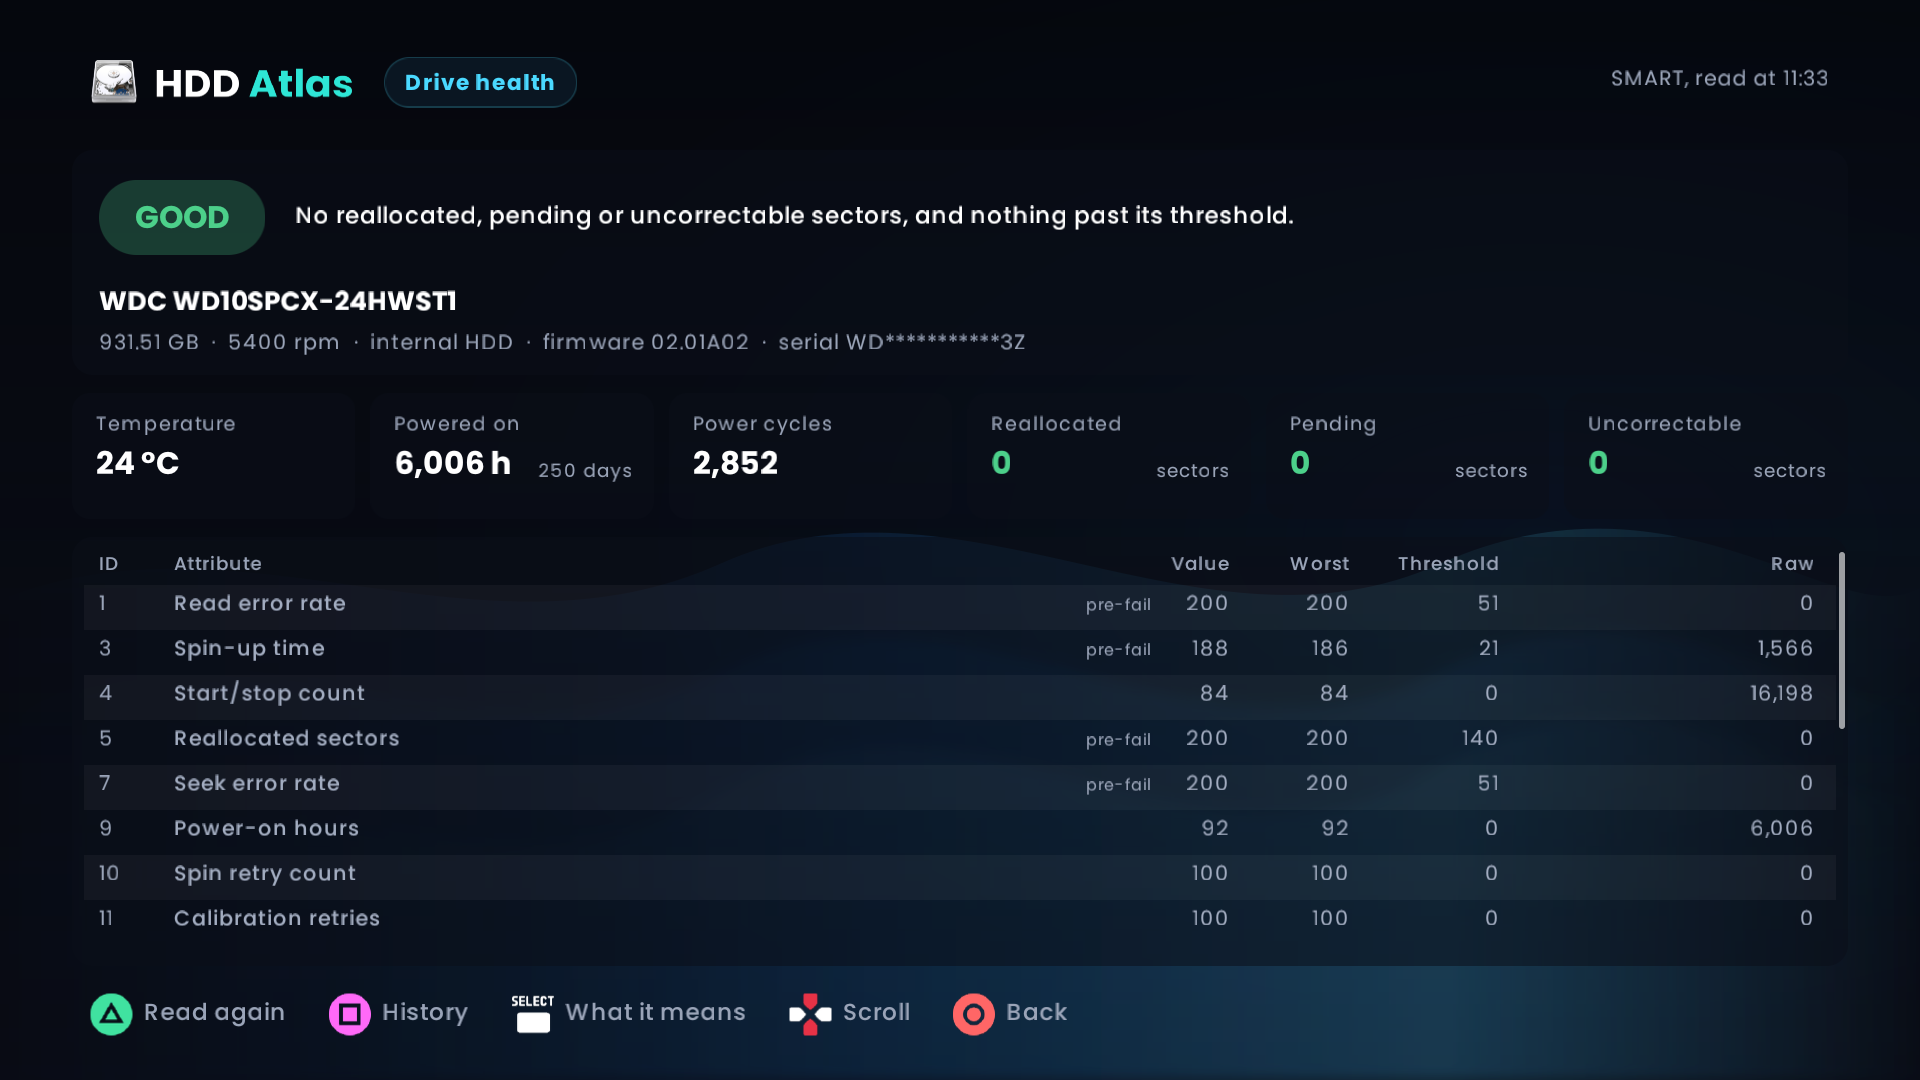 HDD Atlas
Drive health
SMART, read at 11:33
GOOD
No reallocated, pending or uncorrectable sectors, and nothing past its threshold.
WDC WD10SPCX-24HWST1
931.51 GB · 5400 rpm · internal HDD · firmware 02.01A02 · serial WD***********3Z
Temperature
24 °C
Powered on
6,006 h 250 days
Power cycles
2,852
Reallocated
0 sectors
Pending
0 sectors
Uncorrectable
0 sectors
ID Attribute Value Worst Threshold Raw
1 Read error rate pre-fail 200 200 51 0
3 Spin-up time pre-fail 188 186 21 1,566
4 Start/stop count 84 84 0 16,198
5 Reallocated sectors pre-fail 200 200 140 0
7 Seek error rate pre-fail 200 200 51 0
9 Power-on hours 92 92 0 6,006
10 Spin retry count 100 100 0 0
11 Calibration retries 100 100 0 0
Read again
History
SELECT What it means
Scroll
Back